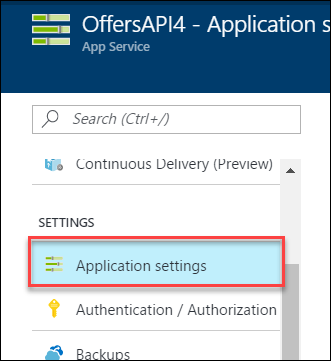 OffersAPI4 - Application s
App Service
Search (Ctrl+/)
Continuous Delivery (Preview)
SETTINGS
Application settings
Authentication / Authorization
Backups